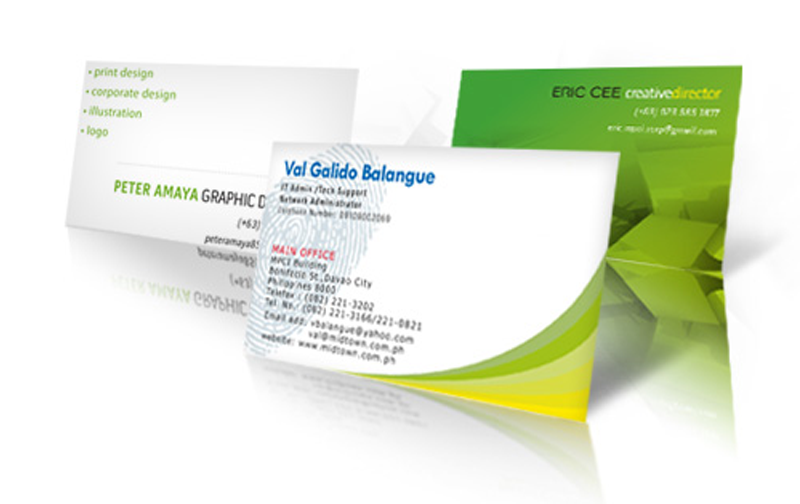 • print design
• corporate design
• illustration
• logo
PETER AMAYA GRAPHIC D
(+63)
Val Galido Balangue
IT Admin /Tech Support
Network Administrator
Telephone Number:
MAIN OFFICE
Building
Bonifacio St., Davao City
Philippines 8000
Telefax : (082) 221-3202
Tel. No.: (082) 221-3166/221-0821
Email add: vbalangue@yahoo.com
val@midtown.com.ph
website: www.midtown.com.ph
ERIC CEE creativedirector